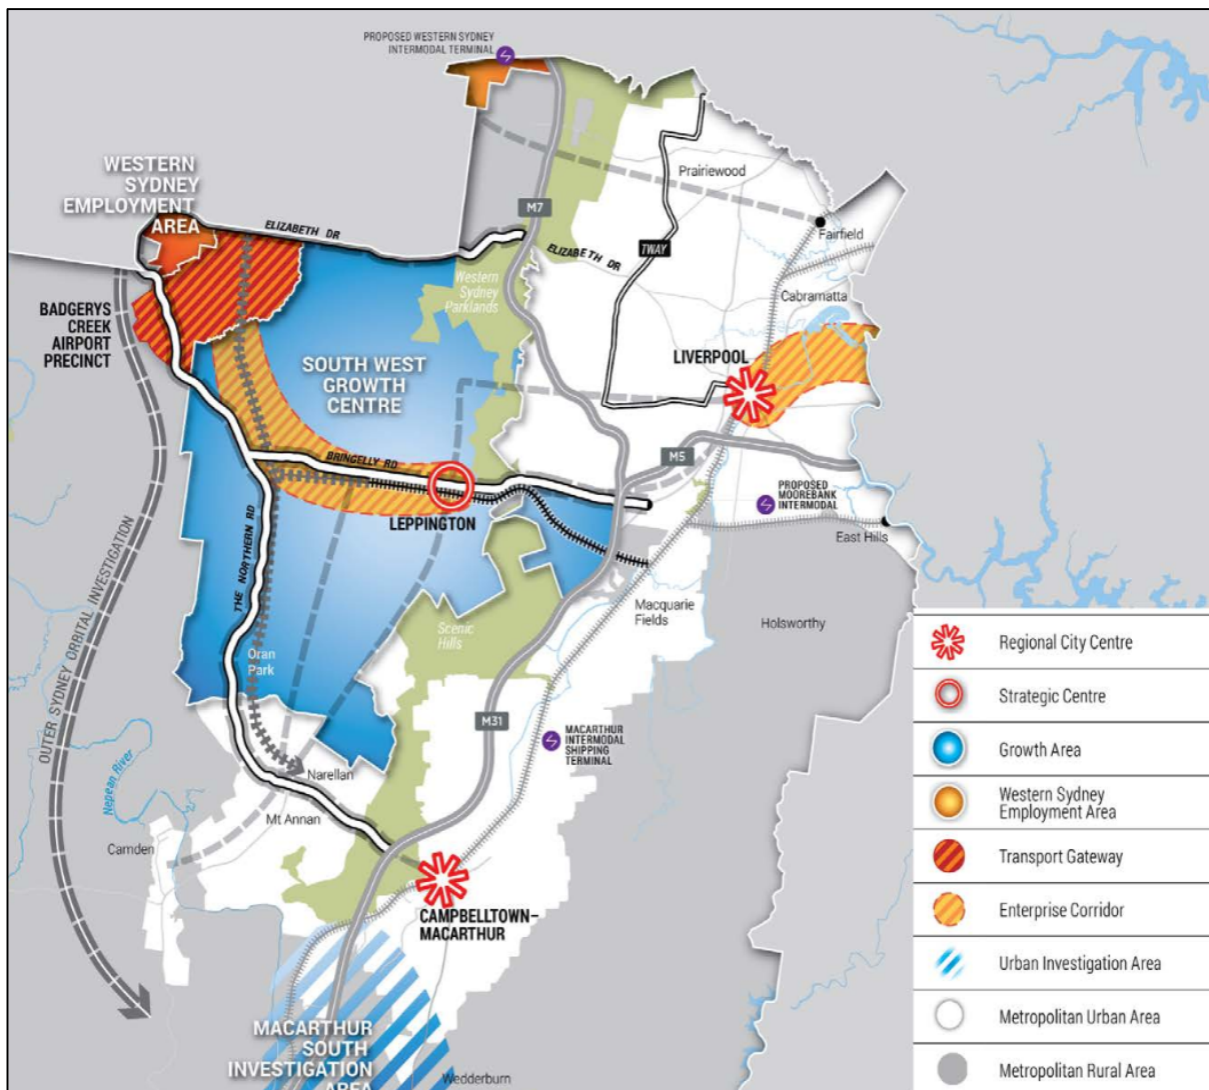 PROPOSED WESTERN SYDNEY
INTERMODAL TERMINAL
WESTERN
SYDNEY
EMPLOYMENT
AREA
ELIZABETH DR
M7
Prairiewood
Fairfield
TWAY
ELIZABETH DR
Western
Sydney
Parklands
Cabramatta
BADGERYS
CREEK
AIRPORT
PRECINCT
SOUTH WEST
GROWTH
CENTRE
LIVERPOOL
BRINGELLY RD
M5
LEPPINGTON
PROPOSED
MOOREBANK
INTERMODAL
East Hills
THE NORTHERN RD
OUTER SYDNEY ORBITAL INVESTIGATION
Macquarie
Fields
Holsworthy
Scenic
Hills
Oran
Park
M31
MACARTHUR
INTERMODAL
SHIPPING
TERMINAL
Nepean River
Narellan
Mt Annan
Camden
CAMPBELLTOWN–
MACARTHUR
MACARTHUR
SOUTH
INVESTIGATION
AREA
Wedderburn
Regional City Centre
Strategic Centre
Growth Area
Western Sydney
Employment Area
Transport Gateway
Enterprise Corridor
Urban Investigation Area
Metropolitan Urban Area
Metropolitan Rural Area